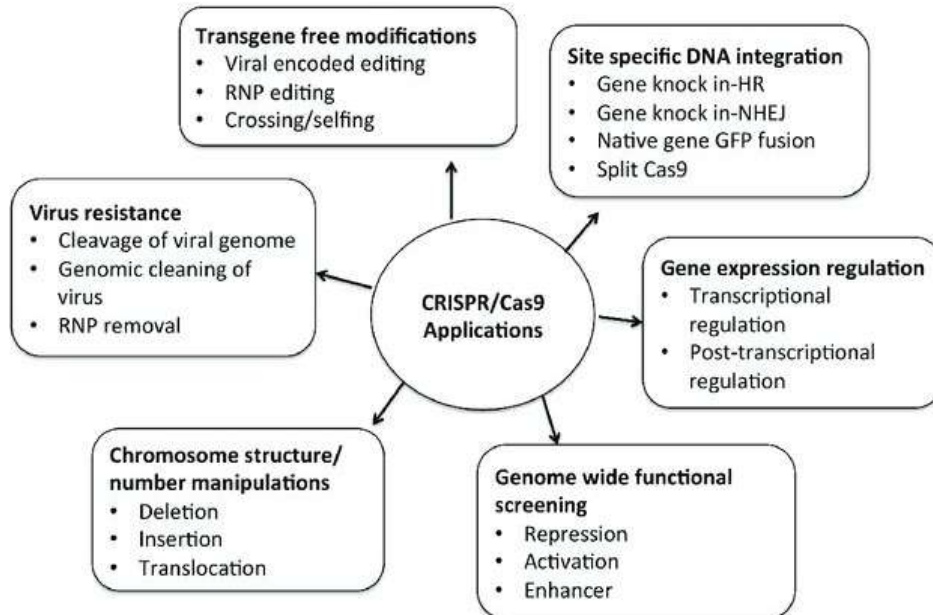 Transgene free modifications
• Viral encoded editing
• RNP editing
• Crossing/selfing
Site specific DNA integration
• Gene knock in-HR
• Gene knock in-NHEJ
• Native gene GFP fusion
• Split Cas9
Virus resistance
• Cleavage of viral genome
• Genomic cleaning of
virus
• RNP removal
CRISPR/Cas9
Applications
Gene expression regulation
• Transcriptional
regulation
• Post-transcriptional
regulation
Chromosome structure/
number manipulations
• Deletion
• Insertion
• Translocation
Genome wide functional
screening
• Repression
• Activation
• Enhancer